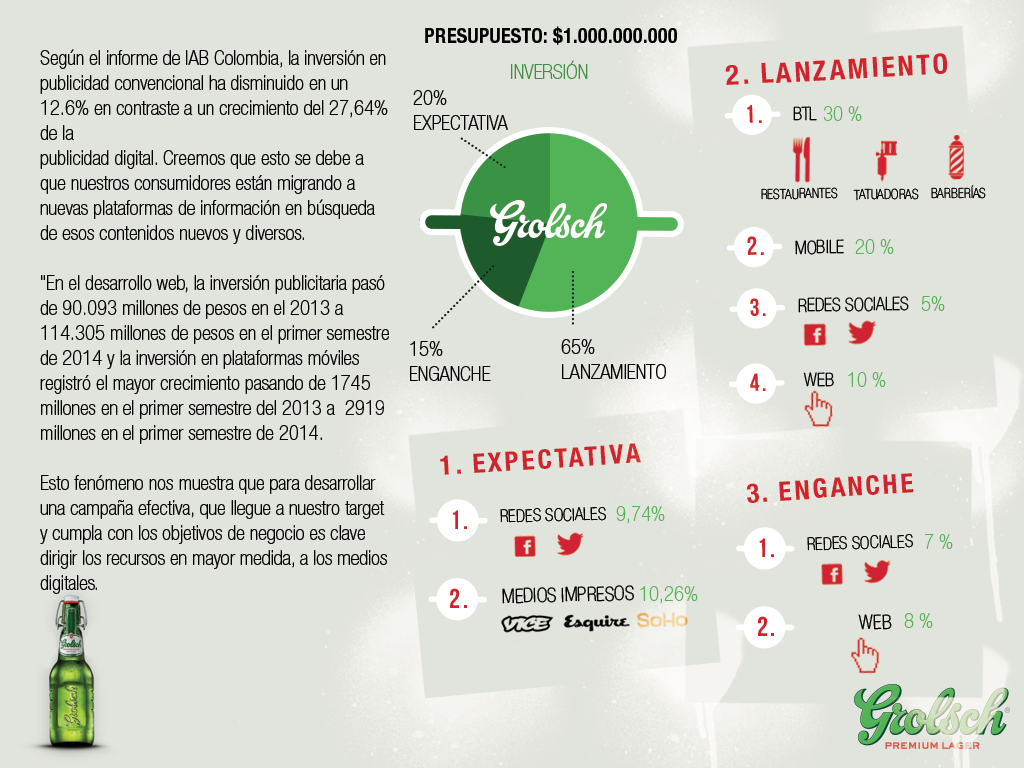 Según el informe de IAB Colombia, la inversión en
publicidad convencional ha disminuido en un
12.6% en contraste a un crecimiento del 27,64%
de la
publicidad digital. Creemos que esto se debe a
que nuestros consumidores están migrando a
nuevas plataformas de información en búsqueda
de esos contenidos nuevos y diversos.
"En el desarrollo web, la inversión publicitaria pasó
de 90.093 millones de pesos en el 2013 a
114.305 millones de pesos en el primer semestre
de 2014 y la inversión en plataformas móviles
registró el mayor crecimiento pasando de 1745
millones en el primer semestre del 2013 a 2919
millones en el primer semestre de 2014.
Esto fenómeno nos muestra que para desarrollar
una campaña efectiva, que llegue a nuestro target
y cumpla con los objetivos de negocio es clave
dirigir los recursos en mayor medida, a los medios
digitales.
Grolsch
Grolsch
PRESUPUESTO: $1.000.000.000
INVERSIÓN
20%
EXPECTATIVA
Grolsch
15%
ENGANCHE
65%
LANZAMIENTO
1. EXPECTATIVA
1. REDES SOCIALES 9,74%
2. MEDIOS IMPRESOS 10,26%
VICE Esquire SoHo
2. LANZAMIENTO
1. BTL 30 %
RESTAURANTES TATUADORAS BARBERÍAS
2. MOBILE 20 %
3. REDES SOCIALES 5%
4. WEB 10 %
3. ENGANCHE
1. REDES SOCIALES 7 %
2. WEB 8 %
Grolsch®
PREMIUM LAGER